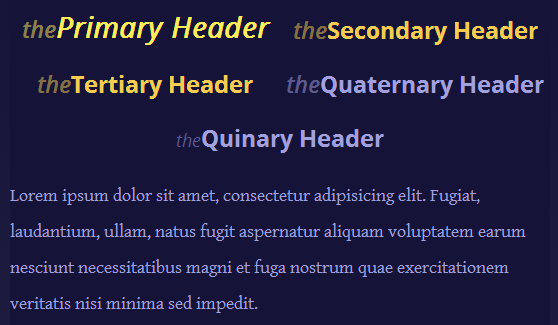 thePrimary Header theSecondary Header
theTertiary Header theQuaternary Header
theQuinary Header
Lorem ipsum dolor sit amet, consectetur adipisicing elit. Fugiat,
laudantium, ullam, natus fugit aspernatur aliquam voluptatem earum
nesciunt necessitatibus magni et fuga nostrum quae exercitationem
veritatis nisi minima sed impedit.